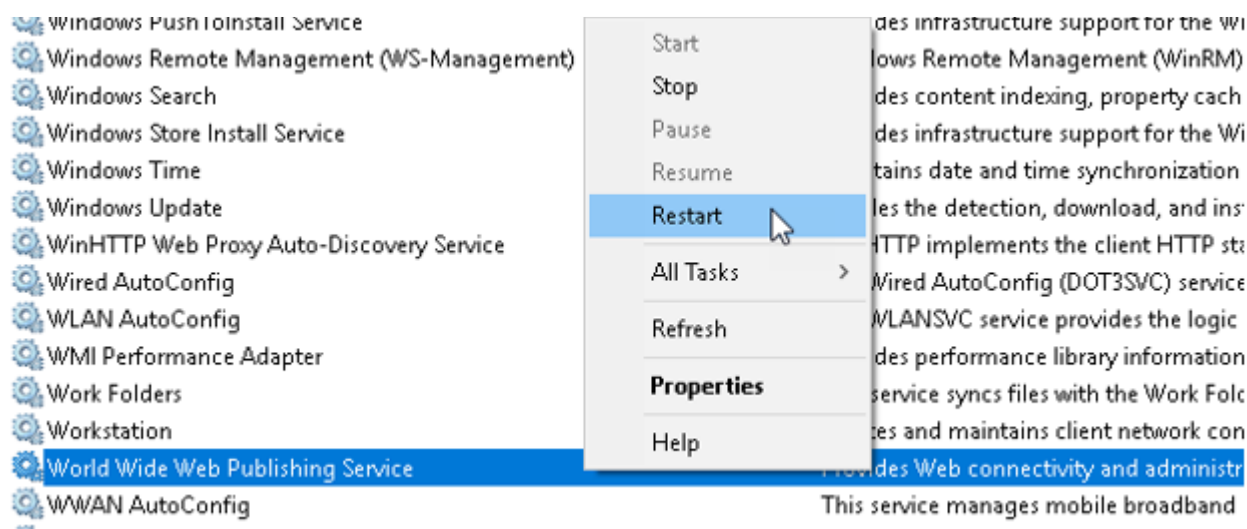 Windows PushToInstall Service
des infrastructure support for the Wi
Windows Remote Management (WS-Management)
lows Remote Management (WinRM)
Windows Search
des content indexing, property cach
Windows Store Install Service
des infrastructure support for the Wi
Windows Time
tains date and time synchronization
Windows Update
les the detection, download, and ins
WinHTTP Web Proxy Auto-Discovery Service
HTTP implements the client HTTP sta
Wired AutoConfig
Wired AutoConfig (DOT3SVC) service
WLAN AutoConfig
WLANSVC service provides the logic
WMI Performance Adapter
des performance library information
Work Folders
service syncs files with the Work Fold
Workstation
tes and maintains client network con
World Wide Web Publishing Service
Provides Web connectivity and administr
WWAN AutoConfig
This service manages mobile broadband
Start
Stop
Pause
Resume
Restart
All Tasks >
Refresh
Properties
Help